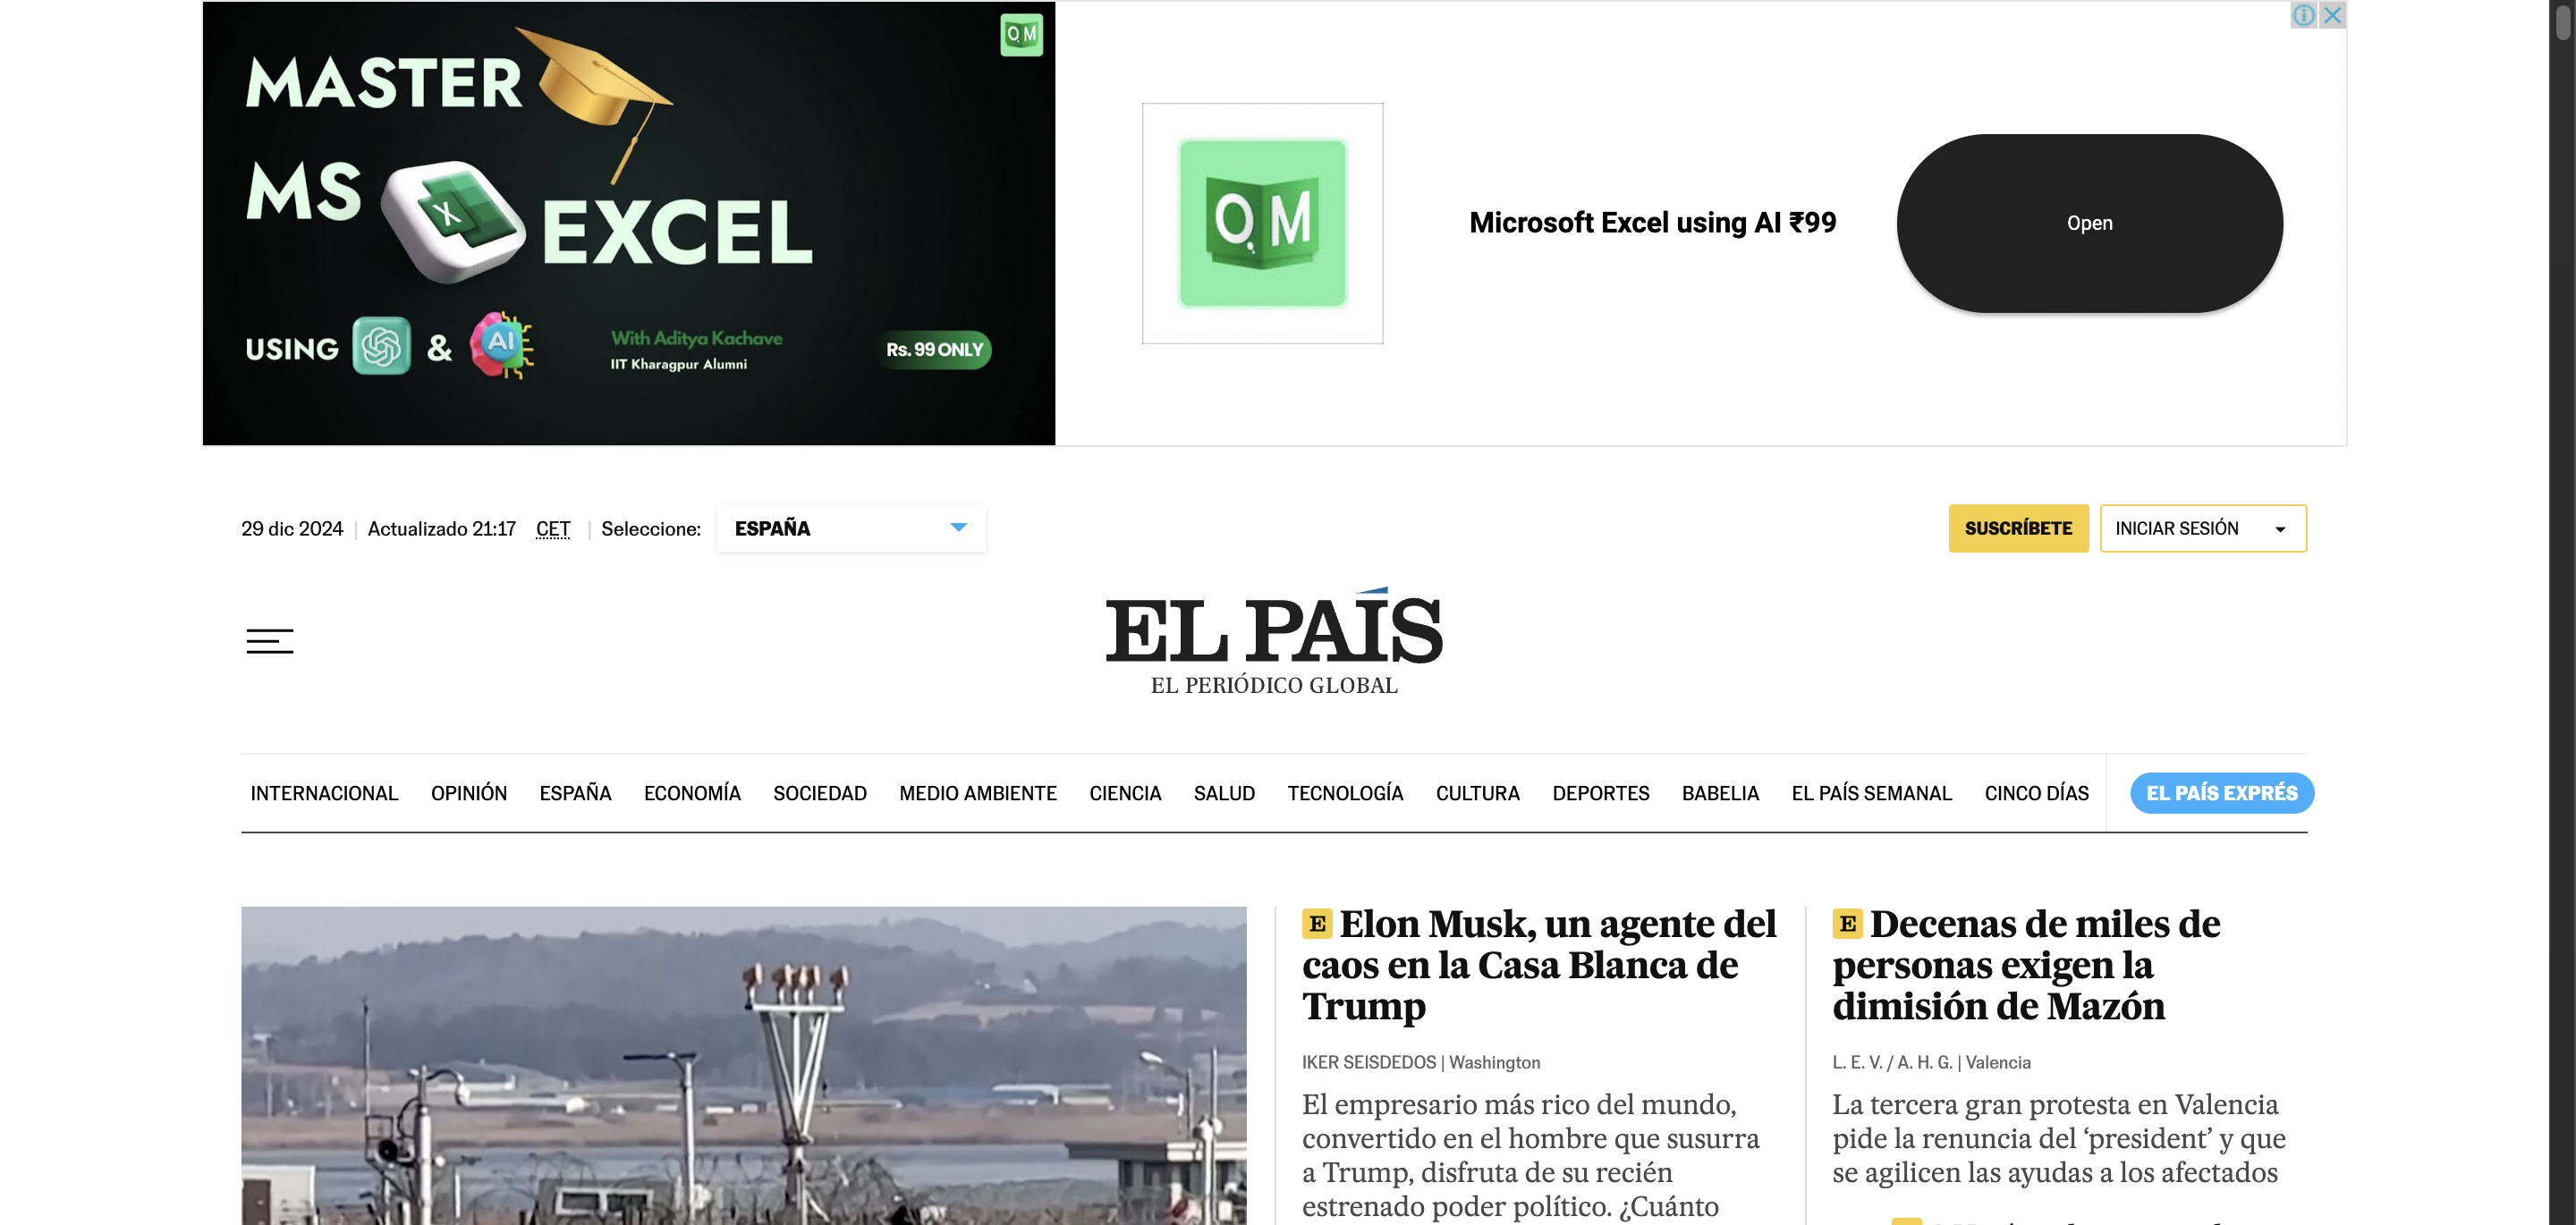 MASTER
MS EXCEL
USING & AI
With Aditya Kachave
IIT Kharagpur Alumni
Rs. 99 ONLY
QM
QM
Microsoft Excel using AI ₹99
Open
29 dic 2024 | Actualizado 21:17 CET | Seleccione: ESPAÑA
SUSCRÍBETE
INICIAR SESIÓN
EL PAÍS
EL PERIÓDICO GLOBAL
INTERNACIONAL OPINIÓN ESPAÑA ECONOMÍA SOCIEDAD MEDIO AMBIENTE CIENCIA SALUD TECNOLOGÍA CULTURA DEPORTES BABELIA EL PAÍS SEMANAL CINCO DÍAS EL PAÍS EXPRÉS
E Elon Musk, un agente del
caos en la Casa Blanca de
Trump
IKER SEISDEDOS | Washington
El empresario más rico del mundo,
convertido en el hombre que susurra
a Trump, disfruta de su recién
estrenado poder político. ¿Cuánto
E Decenas de miles de
personas exigen la
dimisión de Mazón
L. E. V. / A. H. G. | Valencia
La tercera gran protesta en Valencia
pide la renuncia del ‘president’ y que
se agilicen las ayudas a los afectados